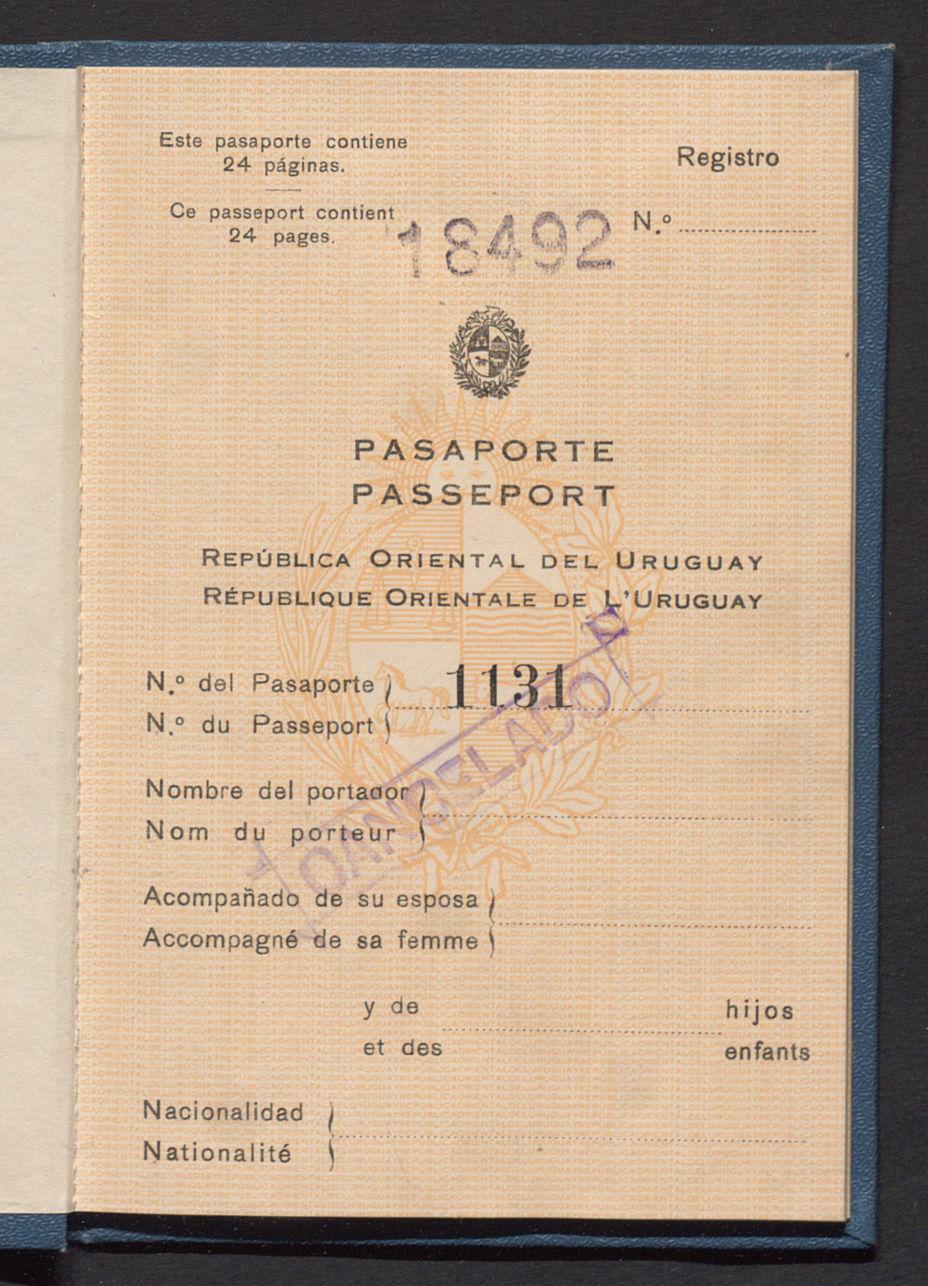 Este pasaporte contiene
24 páginas.
Registro
Ce passeport contient
24 pages.
18492
N.º
PASAPORTE
PASSEPORT
REPÚBLICA ORIENTAL DEL URUGUAY
RÉPUBLIQUE ORIENTALE DE L'URUGUAY
N.º del Pasaporte
1131
N.º du Passeport
CANCELADO
Nombre del portador
Nom du porteur
Acompañado de su esposa
Accompagné de sa femme
y de hijos
et des enfants
Nacionalidad
Nationalité